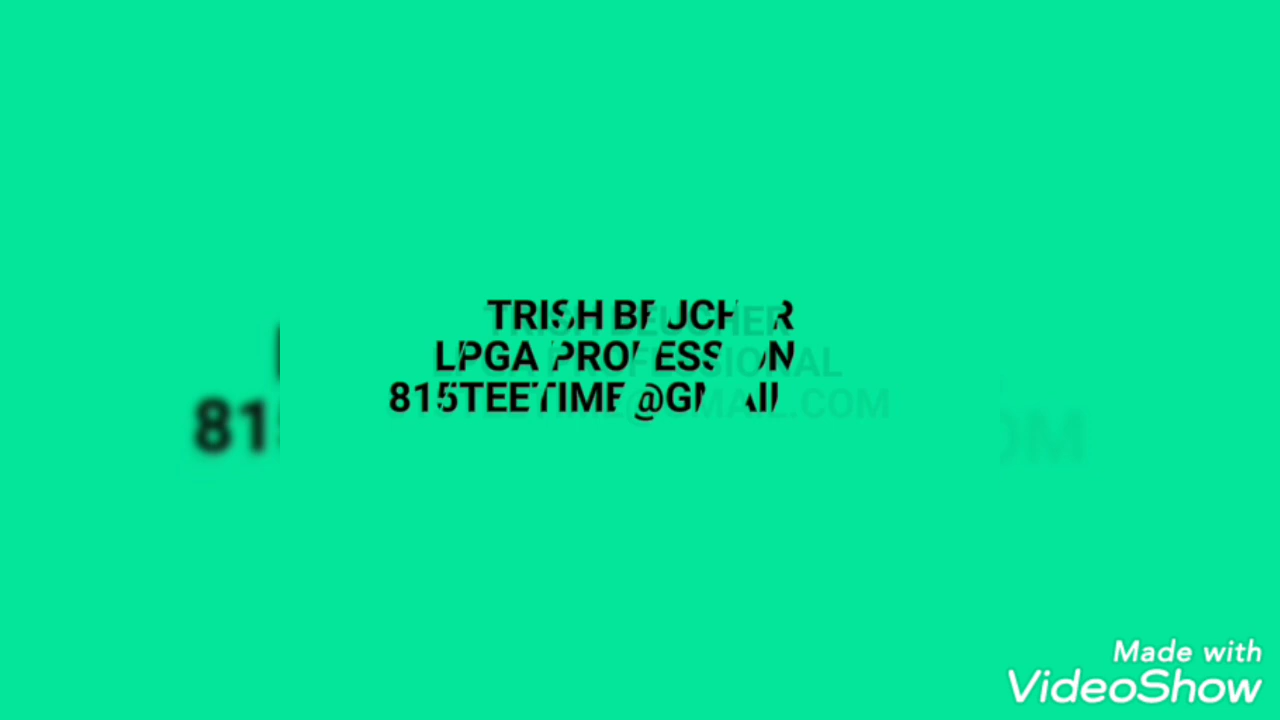 TRISH BEUCHER
LPGA PROFESSIONAL
815TEETIME@GMAIL.COM
Made with
VideoShow